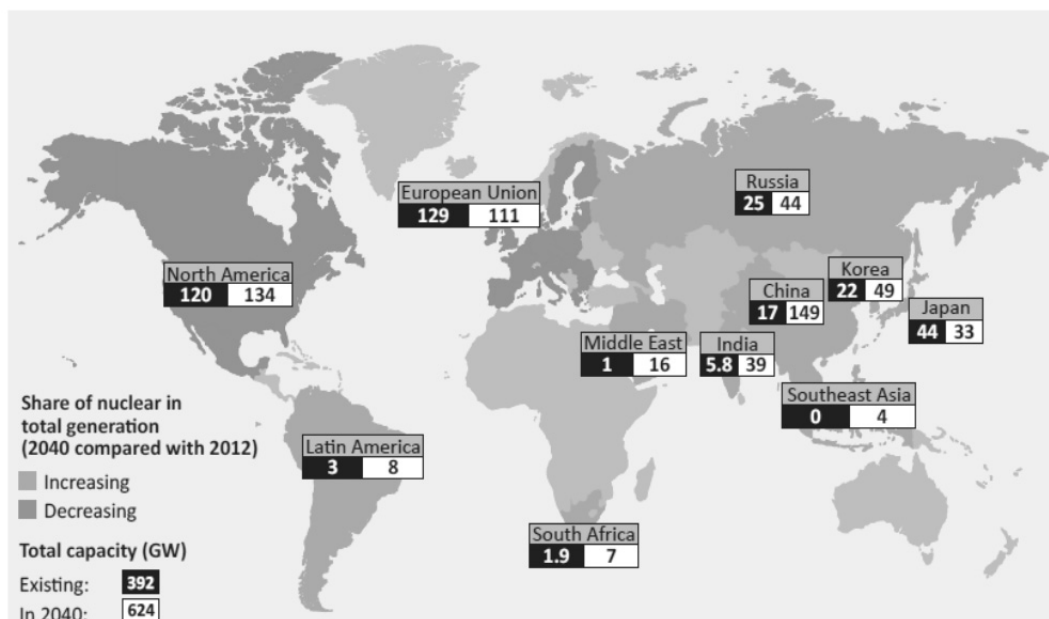 European Union
129 111
Russia
25 44
North America
120 134
Korea
22 49
China
17 149
Japan
44 33
Middle East
1 16
India
5.8 39
Southeast Asia
0 4
Share of nuclear in
total generation
(2040 compared with 2012)
Increasing
Decreasing
Latin America
3 8
South Africa
1.9 7
Total capacity (GW)
Existing: 392
In 2040: 624